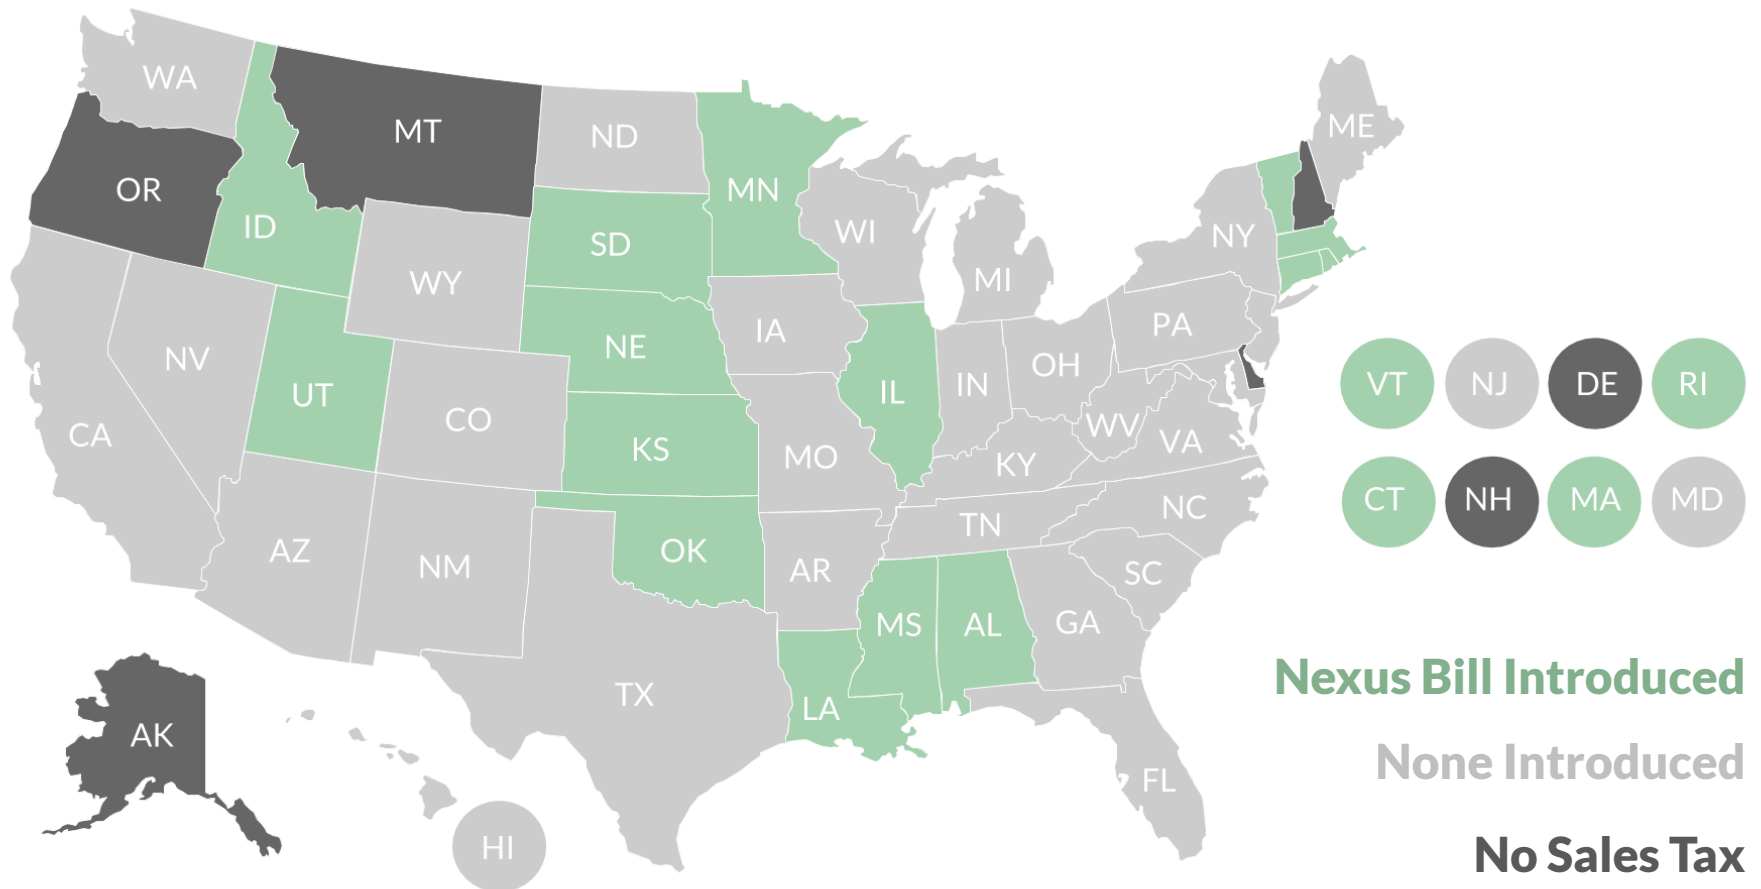 WA
MT
ND
ME
OR
MN
ID
SD
WI
NY
WY
MI
IA
PA
NE
NV
UT
OH
IL
IN
CO
CA
KS
WV
VA
MO
KY
NC
TN
AZ
OK
NM
AR
SC
MS
AL
GA
TX
LA
AK
FL
HI
VT
NJ
DE
RI
CT
NH
MA
MD
Nexus Bill Introduced
None Introduced
No Sales Tax